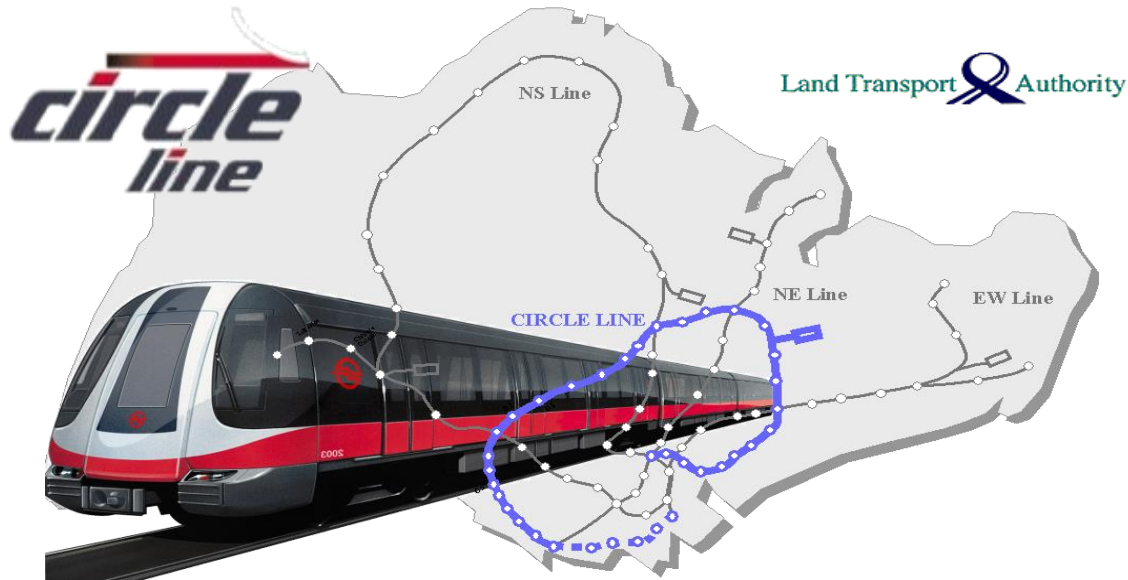 circle
line
Land Transport Authority
NS Line
NE Line
EW Line
CIRCLE LINE
2003